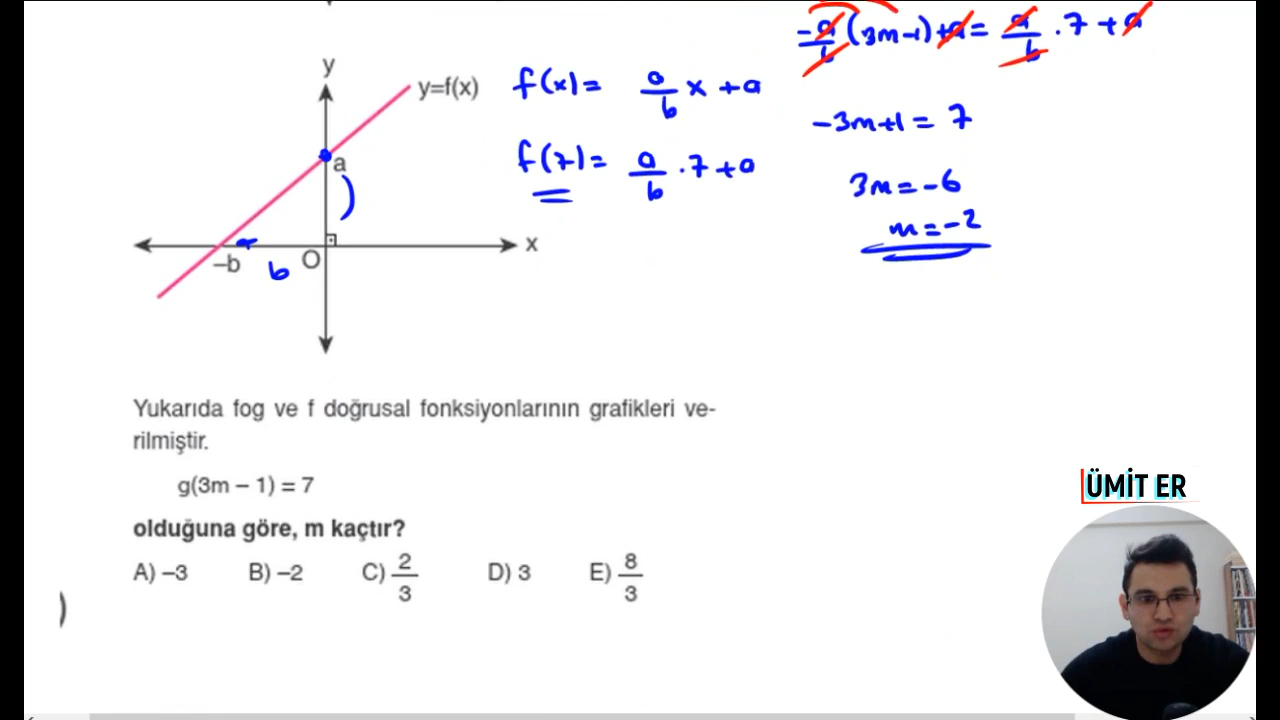 -a/b (3m-1)+a = a/b . 7 + a
y
y=f(x)
f(x) = a/b x + a
-3m+1 = 7
a
f(7) = a/b . 7 + a
3m = -6
m = -2
x
–b
b
O
Yukarıda fog ve f doğrusal fonksiyonlarının grafikleri ve-
rilmiştir.
g(3m – 1) = 7
olduğuna göre, m kaçtır?
A) –3 B) –2 C) 2/3 D) 3 E) 8/3
)
ÜMİT ER